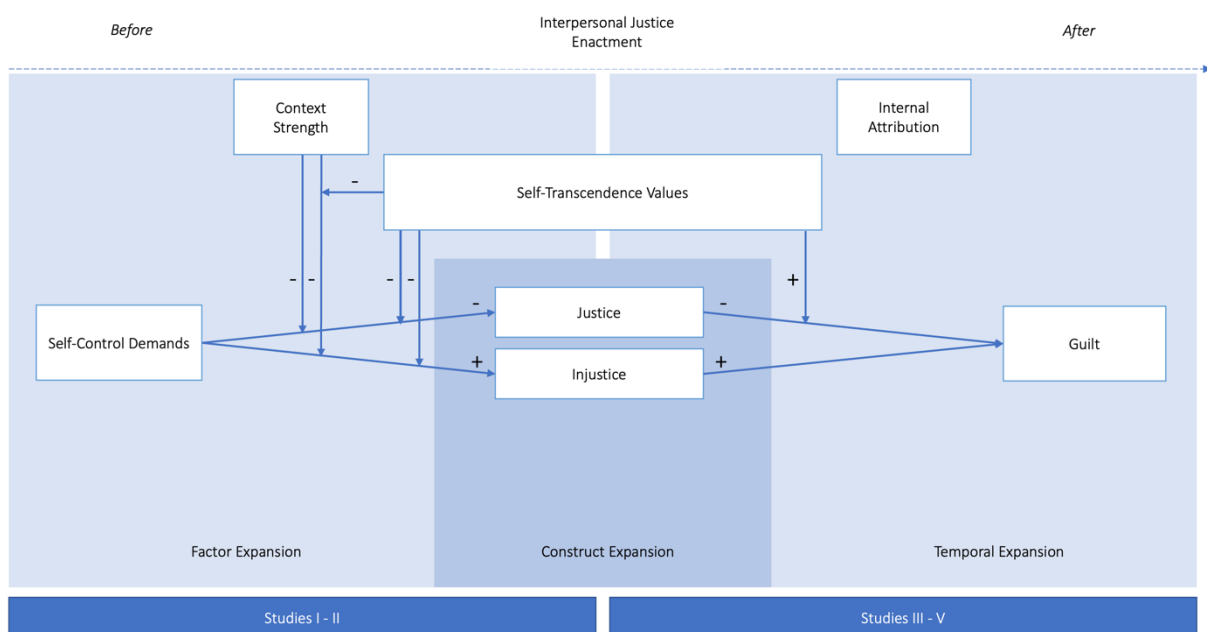 Before
Interpersonal Justice
Enactment
After
Context
Strength
Internal
Attribution
-
Self-Transcendence Values
- -
- -
+
-
Justice
-
Self-Control Demands
Guilt
+
Injustice
+
Factor Expansion
Construct Expansion
Temporal Expansion
Studies I - II
Studies III - V